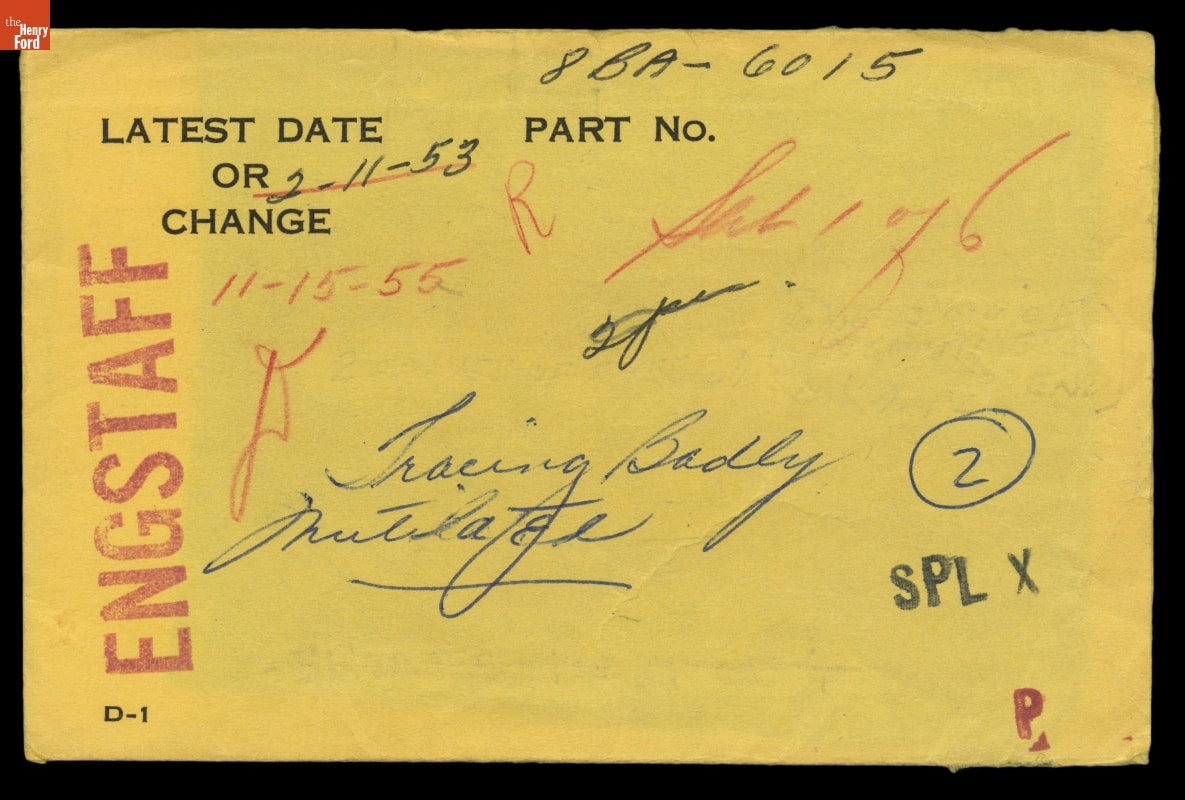 the
Henry
Ford
8BA-6015
LATEST DATE
OR 2-11-53
CHANGE
PART No.
R
1 of 6
11-15-55
ENGSTAFF
Tracing Badly
Mutilated
2
SPL X
D-1
P